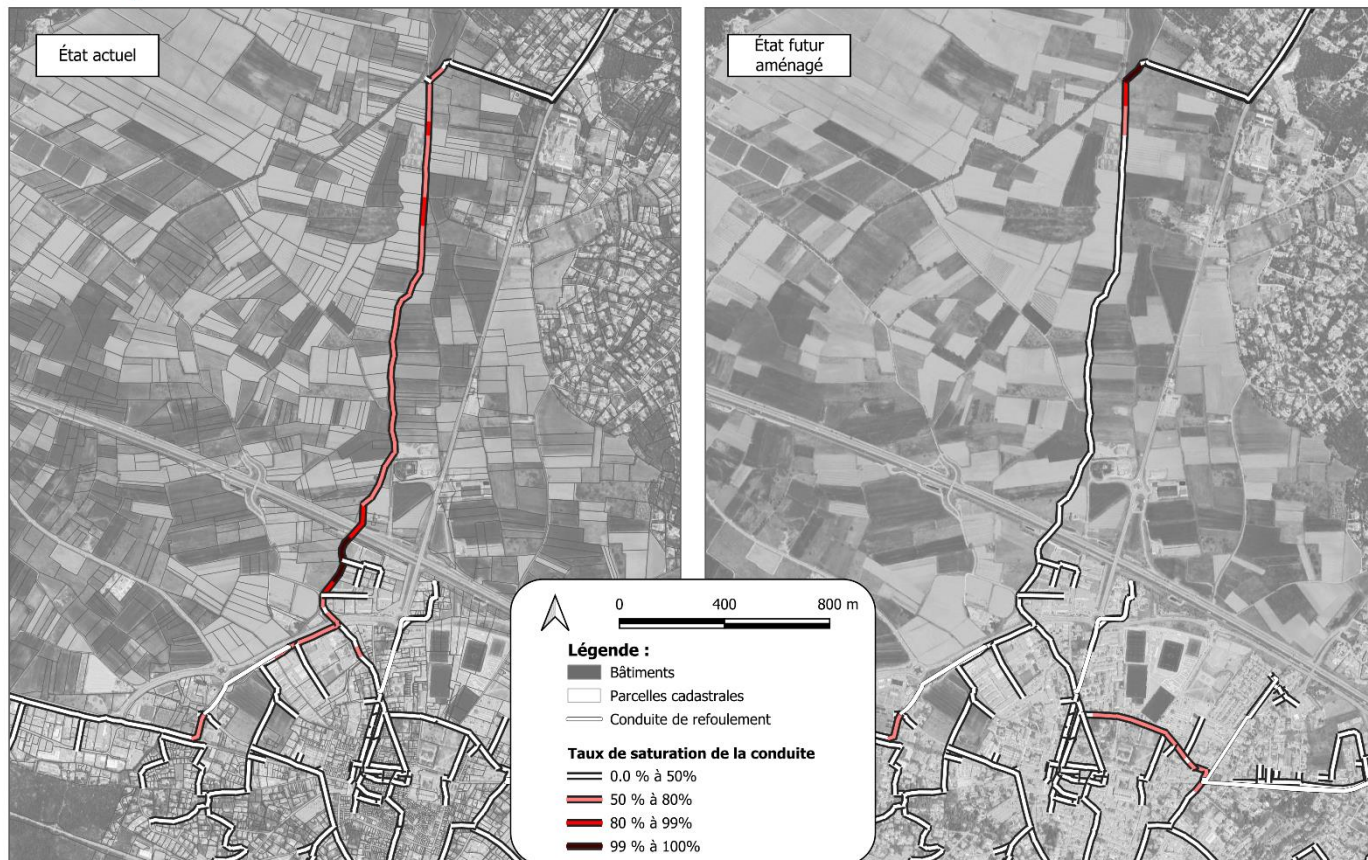 État actuel
État futur
aménagé
0 400 800 m
Légende :
Bâtiments
Parcelles cadastrales
Conduite de refoulement
Taux de saturation de la conduite
0.0 % à 50%
50 % à 80%
80 % à 99%
99 % à 100%